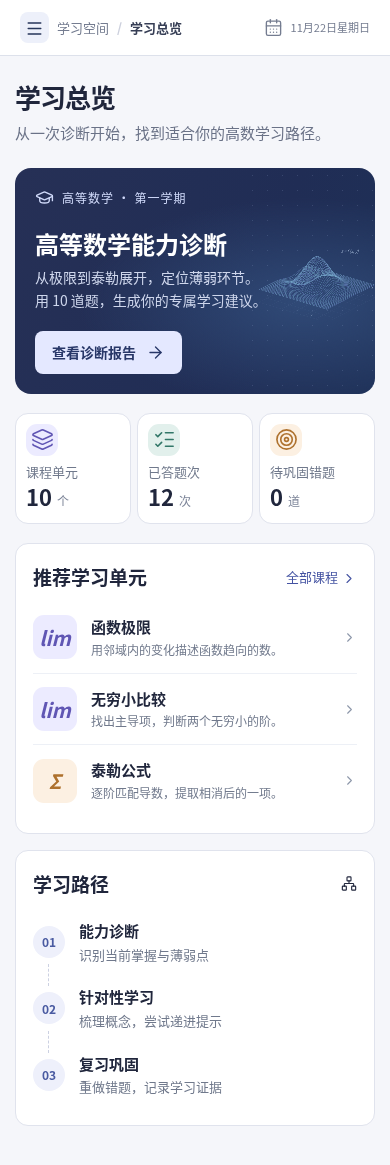 学习空间 / 学习总览
11月22日星期日
学习总览
从一次诊断开始，找到适合你的高数学习路径。
高等数学 · 第一学期
高等数学能力诊断
从极限到泰勒展开，定位薄弱环节。
用 10 道题，生成你的专属学习建议。
查看诊断报告
课程单元
10 个
已答题次
12 次
待巩固错题
0 道
推荐学习单元
全部课程
lim
函数极限
用邻域内的变化描述函数趋向的数。
lim
无穷小比较
找出主导项，判断两个无穷小的阶。
Σ
泰勒公式
逐阶匹配导数，提取相消后的一项。
学习路径
01
能力诊断
识别当前掌握与薄弱点
02
针对性学习
梳理概念，尝试递进提示
03
复习巩固
重做错题，记录学习证据